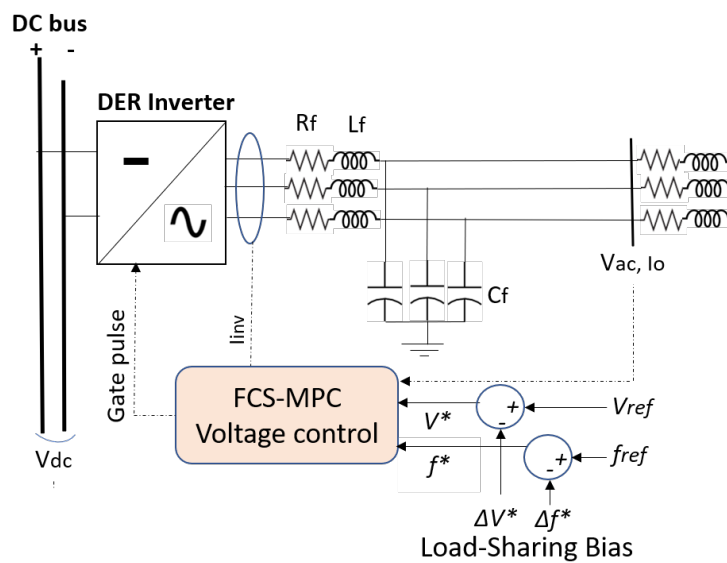 DC bus
+ -
DER Inverter
Rf Lf
Vac, Io
Cf
Iinv
Gate pulse
FCS-MPC
Voltage control
V* + - Vref
f* - + fref
Vdc
ΔV* Δf*
Load-Sharing Bias